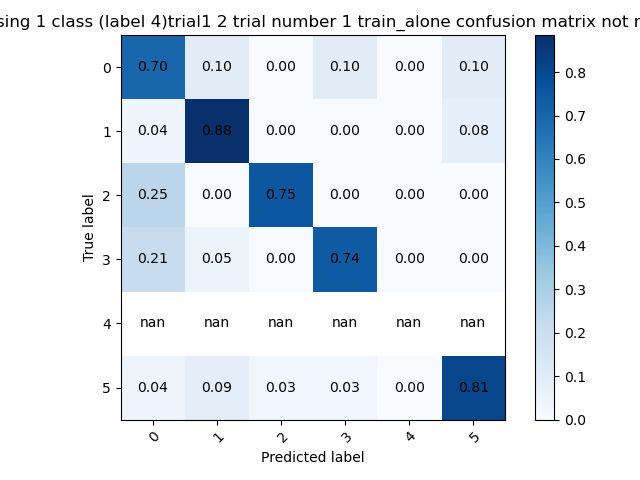 sing 1 class (label 4)trial1 2 trial number 1 train_alone confusion matrix not
0 0.70 0.10 0.00 0.10 0.00 0.10
1 0.04 0.88 0.00 0.00 0.00 0.08
2 0.25 0.00 0.75 0.00 0.00 0.00
3 0.21 0.05 0.00 0.74 0.00 0.00
4 nan nan nan nan nan nan
5 0.04 0.09 0.03 0.03 0.00 0.81
0 1 2 3 4 5
Predicted label
True label
0.8
0.7
0.6
0.5
0.4
0.3
0.2
0.1
0.0